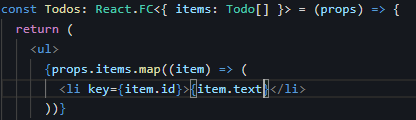 const Todos: React.FC<{ items: Todo[] }> = (props) => {
  return (
    <ul>
      {props.items.map((item) => (
        <li key={item.id}>{item.text}</li>
      ))}